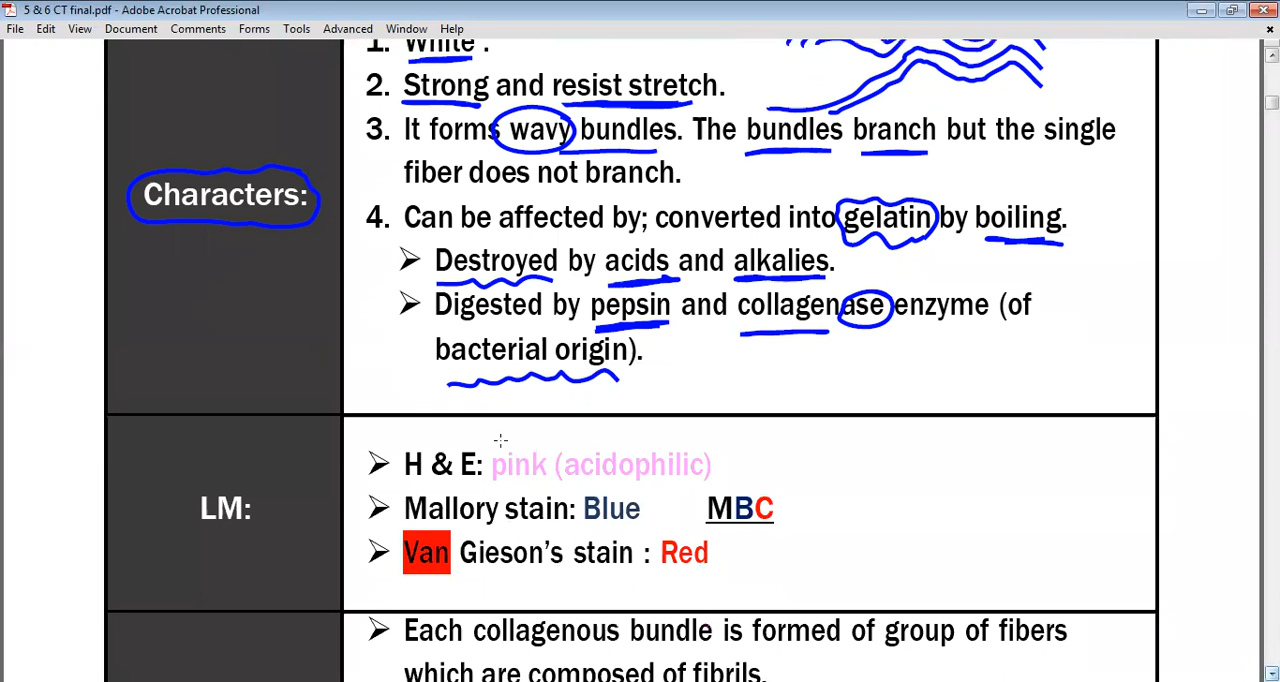 5 & 6 CT final.pdf - Adobe Acrobat Professional
File Edit View Document Comments Forms Tools Advanced Window Help
1. White .
2. Strong and resist stretch.
3. It forms wavy bundles. The bundles branch but the single
fiber does not branch.
Characters:
4. Can be affected by; converted into gelatin by boiling.
➢ Destroyed by acids and alkalies.
➢ Digested by pepsin and collagenase enzyme (of
bacterial origin).
LM:
➢ H & E: pink (acidophilic)
➢ Mallory stain: Blue MBC
➢ Van Gieson’s stain : Red
➢ Each collagenous bundle is formed of group of fibers
which are composed of fibrils.